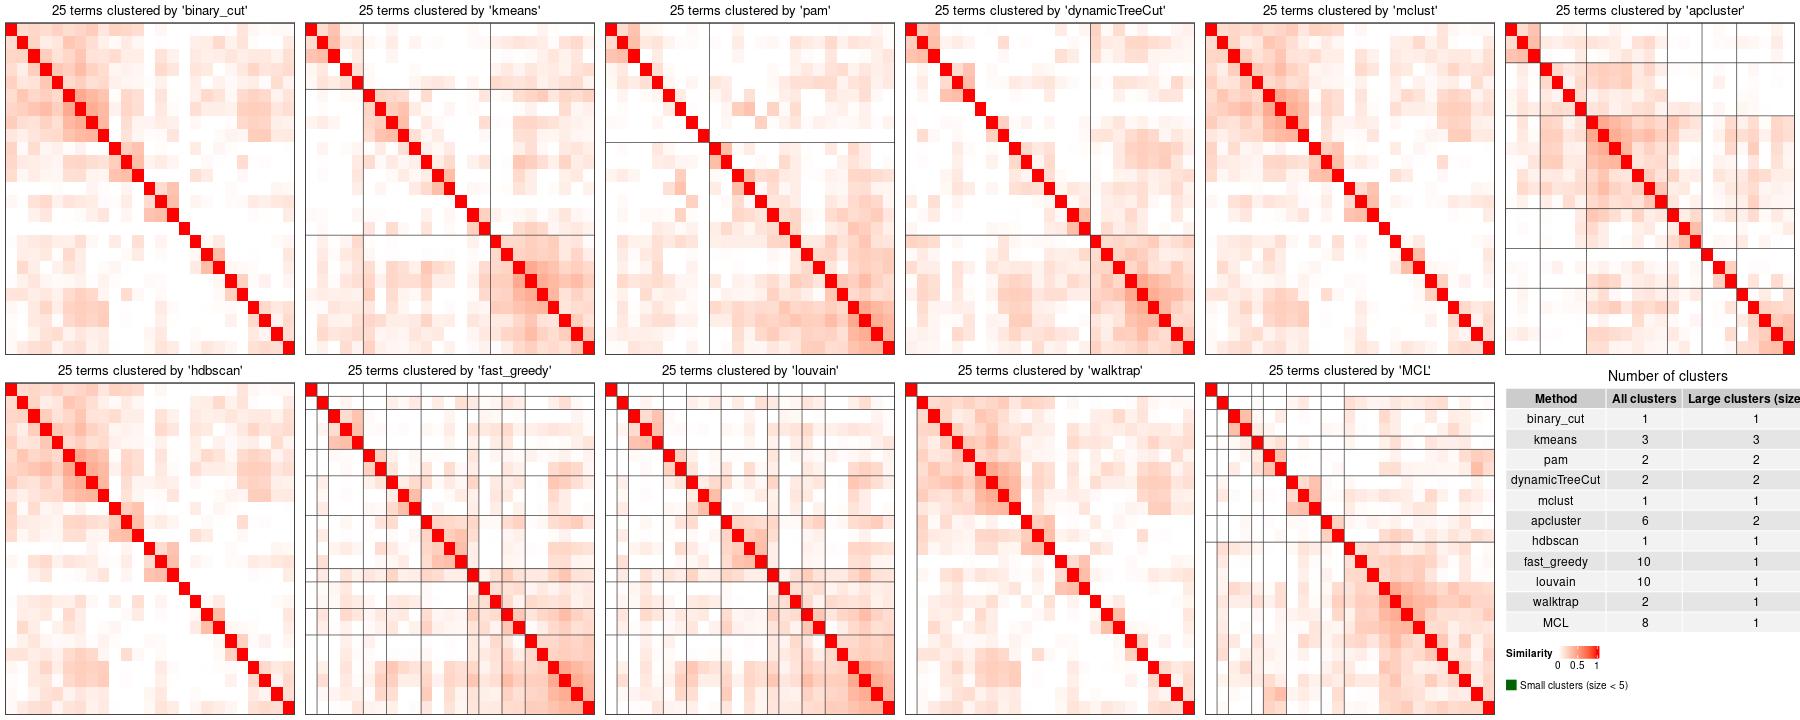 25 terms clustered by 'binary_cut'
25 terms clustered by 'kmeans'
25 terms clustered by 'pam'
25 terms clustered by 'dynamicTreeCut'
25 terms clustered by 'mclust'
25 terms clustered by 'apcluster'
25 terms clustered by 'hdbscan'
25 terms clustered by 'fast_greedy'
25 terms clustered by 'louvain'
25 terms clustered by 'walktrap'
25 terms clustered by 'MCL'
Number of clusters
Method All clusters Large clusters (size
binary_cut 1 1
kmeans 3 3
pam 2 2
dynamicTreeCut 2 2
mclust 1 1
apcluster 6 2
hdbscan 1 1
fast_greedy 10 1
louvain 10 1
walktrap 2 1
MCL 8 1
Similarity
0 0.5 1
Small clusters (size < 5)